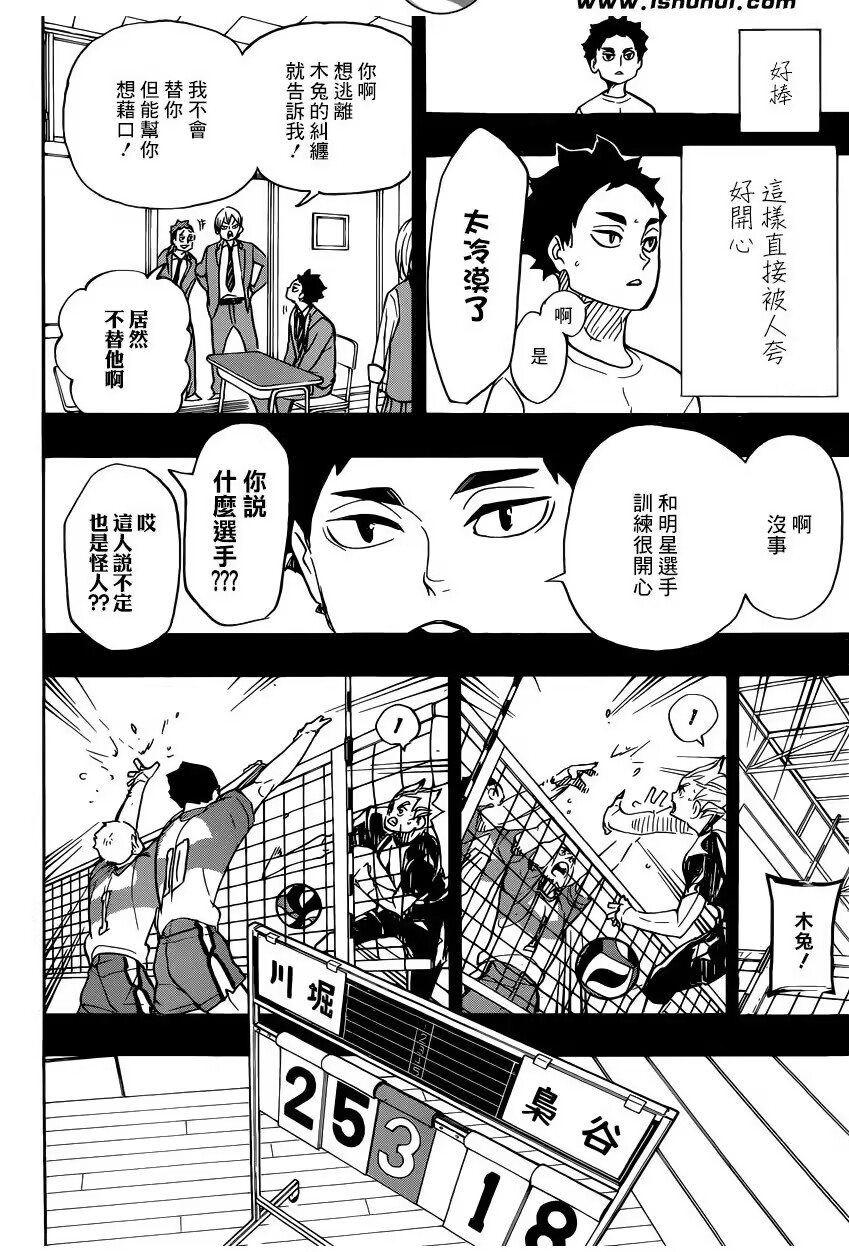 www.ishuhui.com
好
棒
這樣直接被人夸
好開心
太冷漠了
啊
是
你啊
想逃離
木兔的糾纏
就告訴我！
我不會
替你
但能幫你
想藉口！
居然
不替他啊
啊
沒事
和明星選手
訓練很開心
你說
什麼選手???
哎
這人說不定
也是怪人??
木兔！
！
！
川堀
梟谷
25
3
18